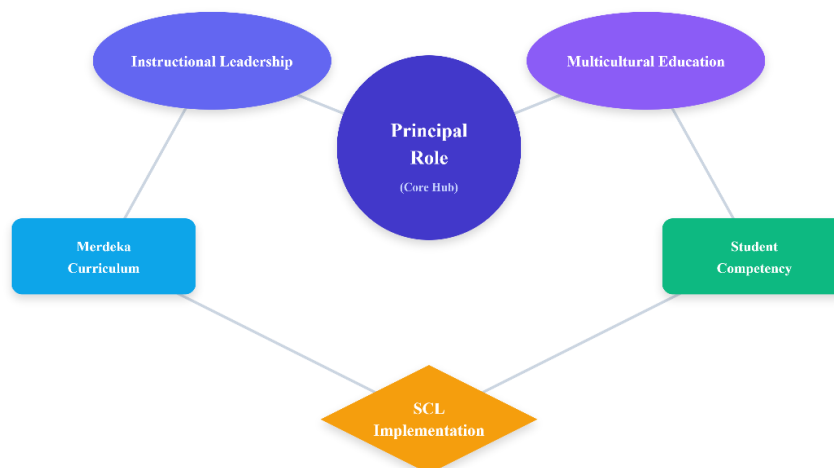 Instructional Leadership
Multicultural Education
Principal
Role
(Core Hub)
Merdeka
Curriculum
Student
Competency
SCL
Implementation